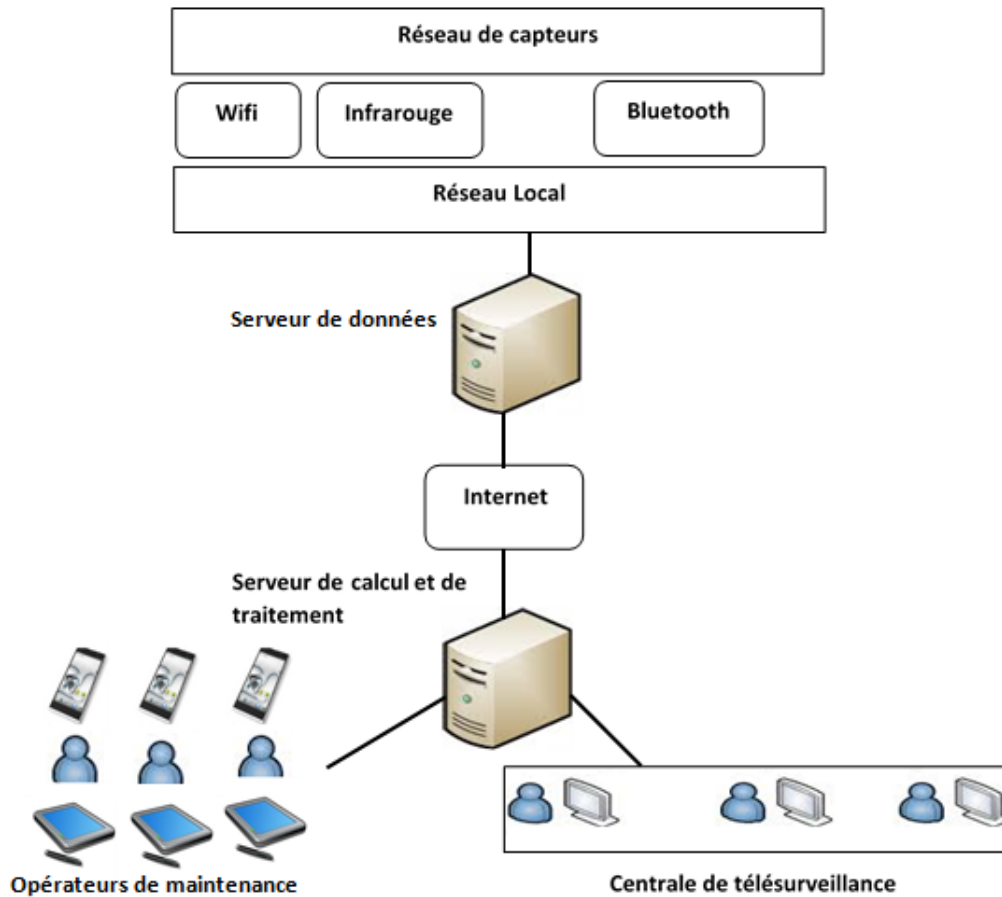 Réseau de capteurs
Wifi
Infrarouge
Bluetooth
Réseau Local
Serveur de données
Internet
Serveur de calcul et de
traitement
Opérateurs de maintenance
Centrale de télésurveillance